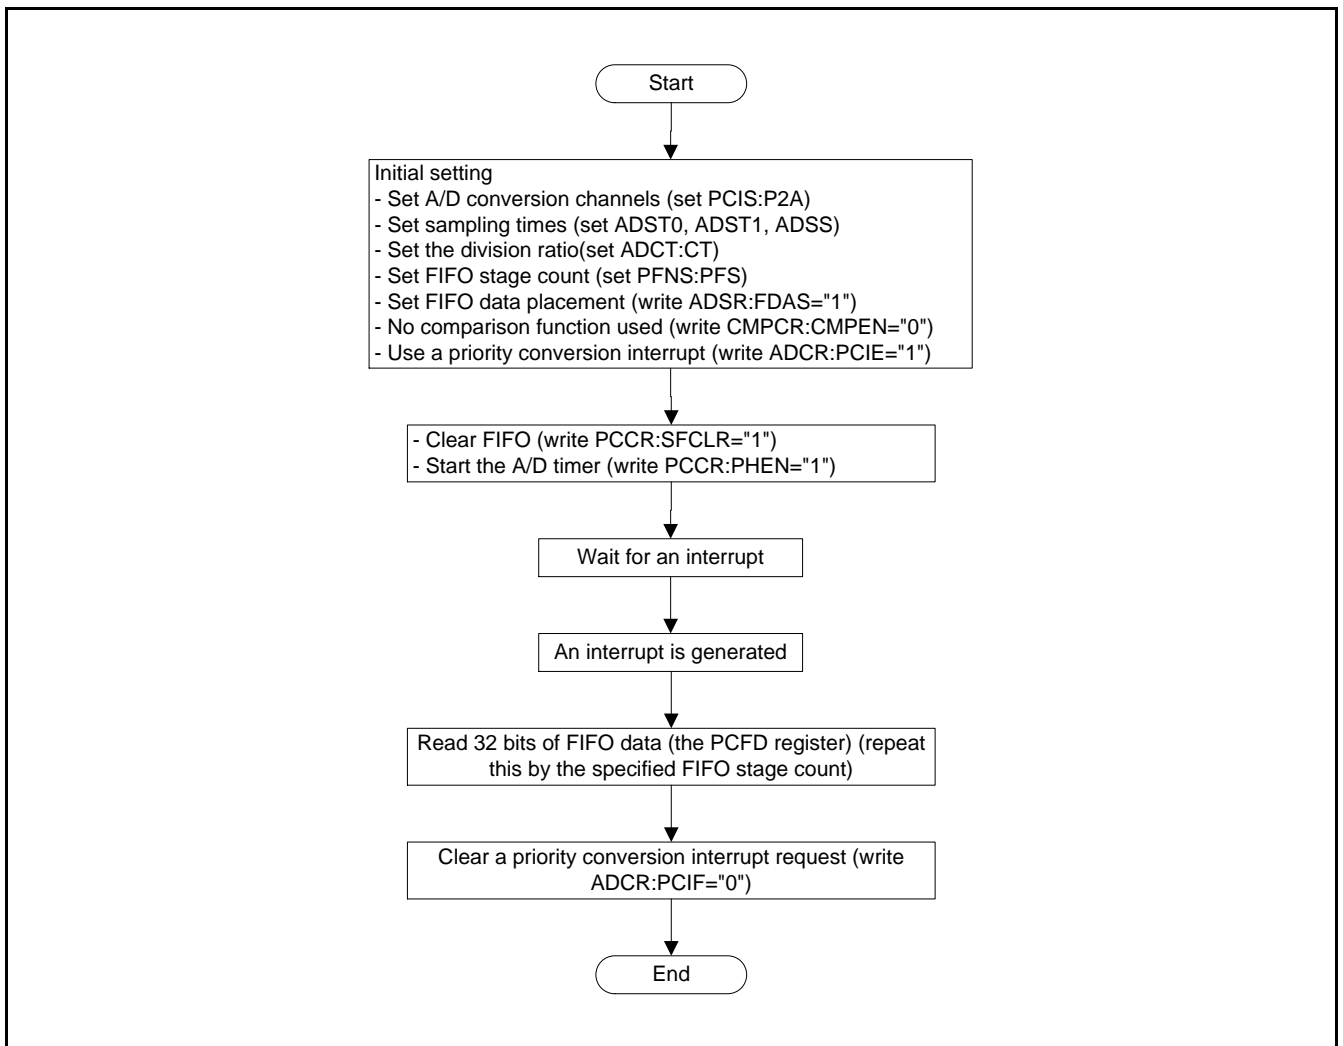 Start
Initial setting
- Set A/D conversion channels (set PCIS:P2A)
- Set sampling times (set ADST0, ADST1, ADSS)
- Set the division ratio(set ADCT:CT)
- Set FIFO stage count (set PFNS:PFS)
- Set FIFO data placement (write ADSR:FDAS="1")
- No comparison function used (write CMPCR:CMPEN="0")
- Use a priority conversion interrupt (write ADCR:PCIE="1")
- Clear FIFO (write PCCR:SFCLR="1")
- Start the A/D timer (write PCCR:PHEN="1")
Wait for an interrupt
An interrupt is generated
Read 32 bits of FIFO data (the PCFD register) (repeat
this by the specified FIFO stage count)
Clear a priority conversion interrupt request (write
ADCR:PCIF="0")
End